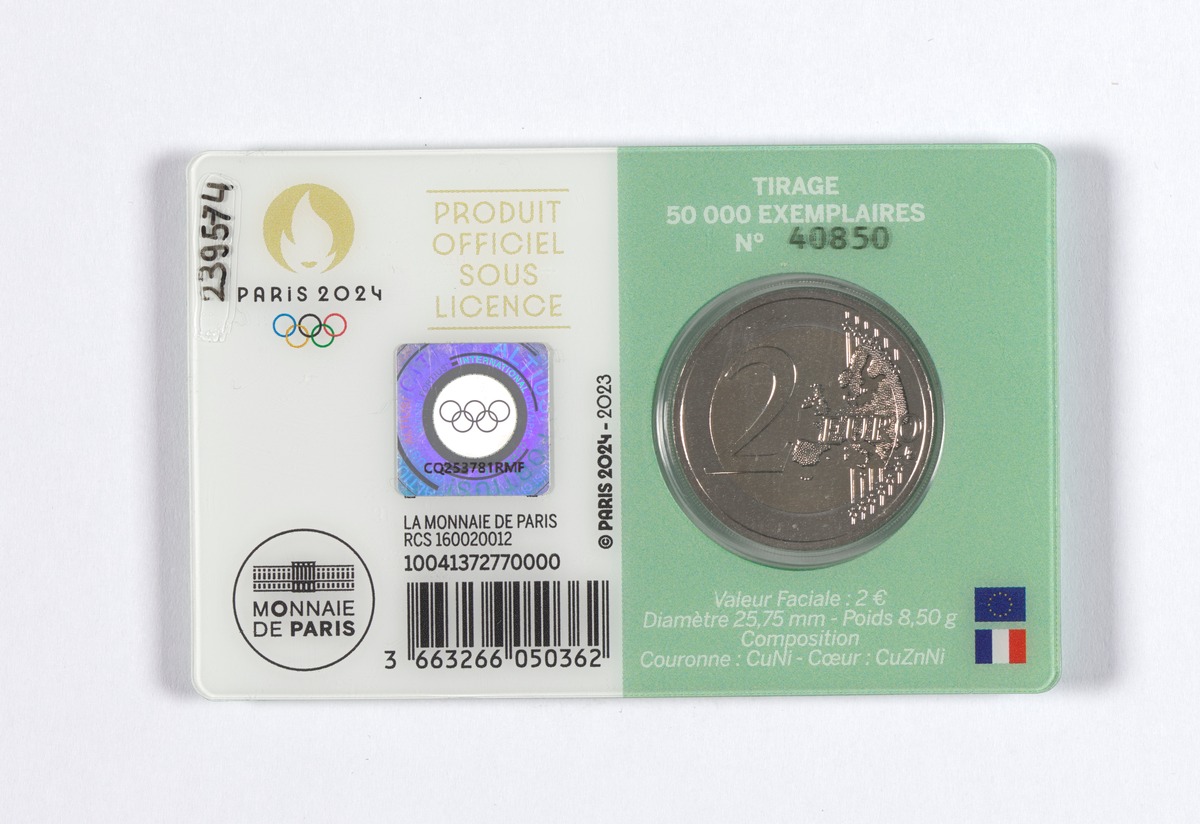 239574
PARIS 2024
PRODUIT
OFFICIEL
SOUS
LICENCE
INTERNATIONAL
CQ253781RMF
LA MONNAIE DE PARIS
RCS 160020012
10041372770000
3 663266 050362
MONNAIE
DE PARIS
© PARIS 2024 - 2023
TIRAGE
50 000 EXEMPLAIRES
N° 40850
2 EURO
Valeur Faciale : 2 €
Diamètre 25,75 mm - Poids 8,50 g
Composition
Couronne : CuNi - Cœur : CuZnNi